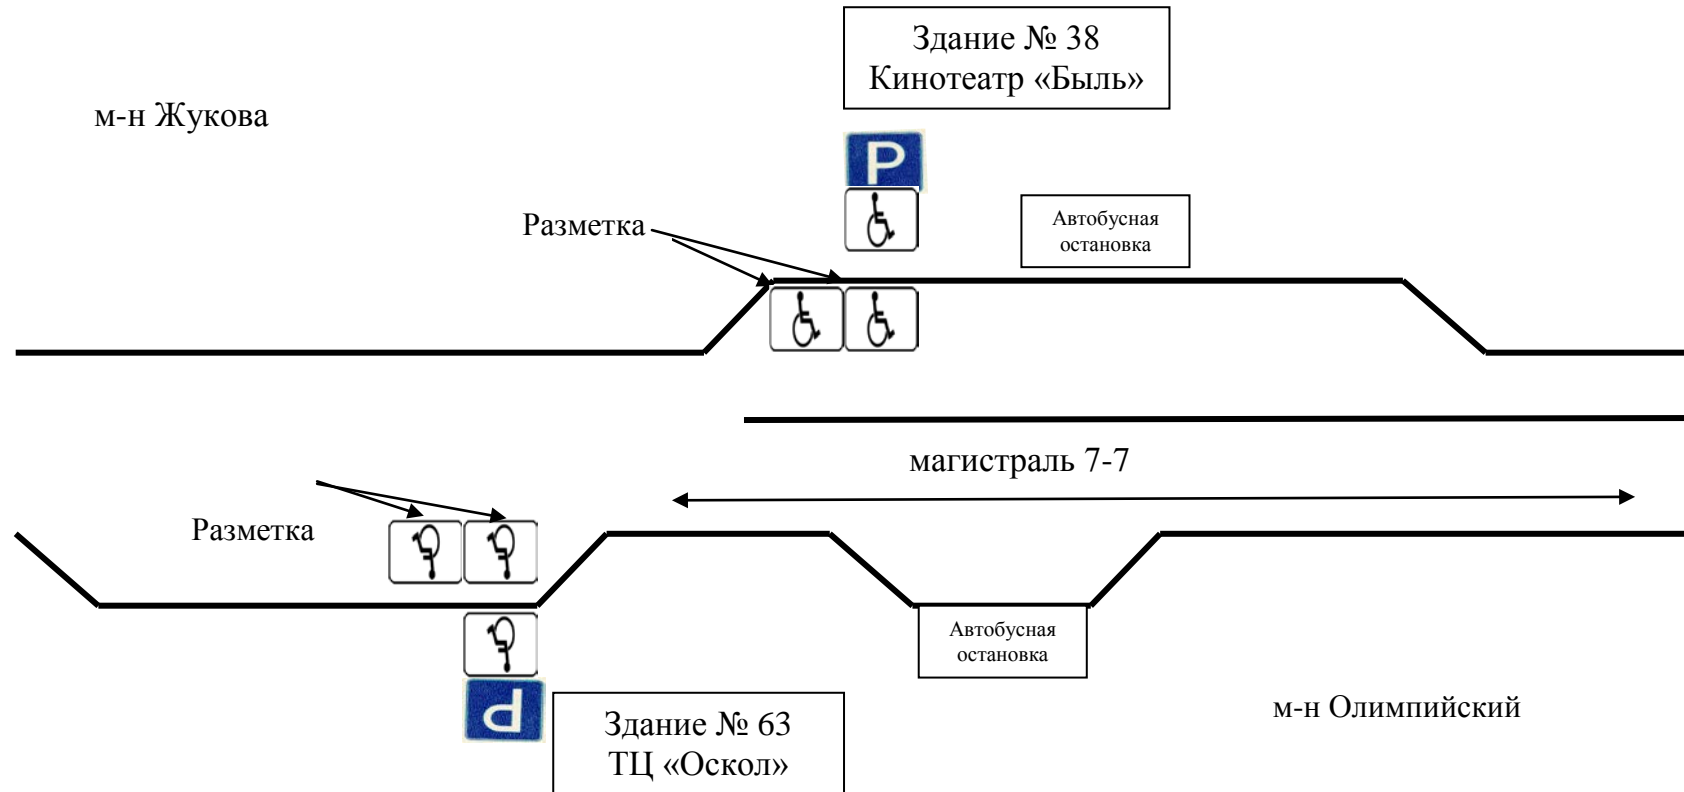 Здание № 38
Кинотеатр «Быль»
м-н Жукова
P
Разметка
Автобусная
остановка
магистраль 7-7
Разметка
Автобусная
остановка
P
Здание № 63
ТЦ «Оскол»
м-н Олимпийский